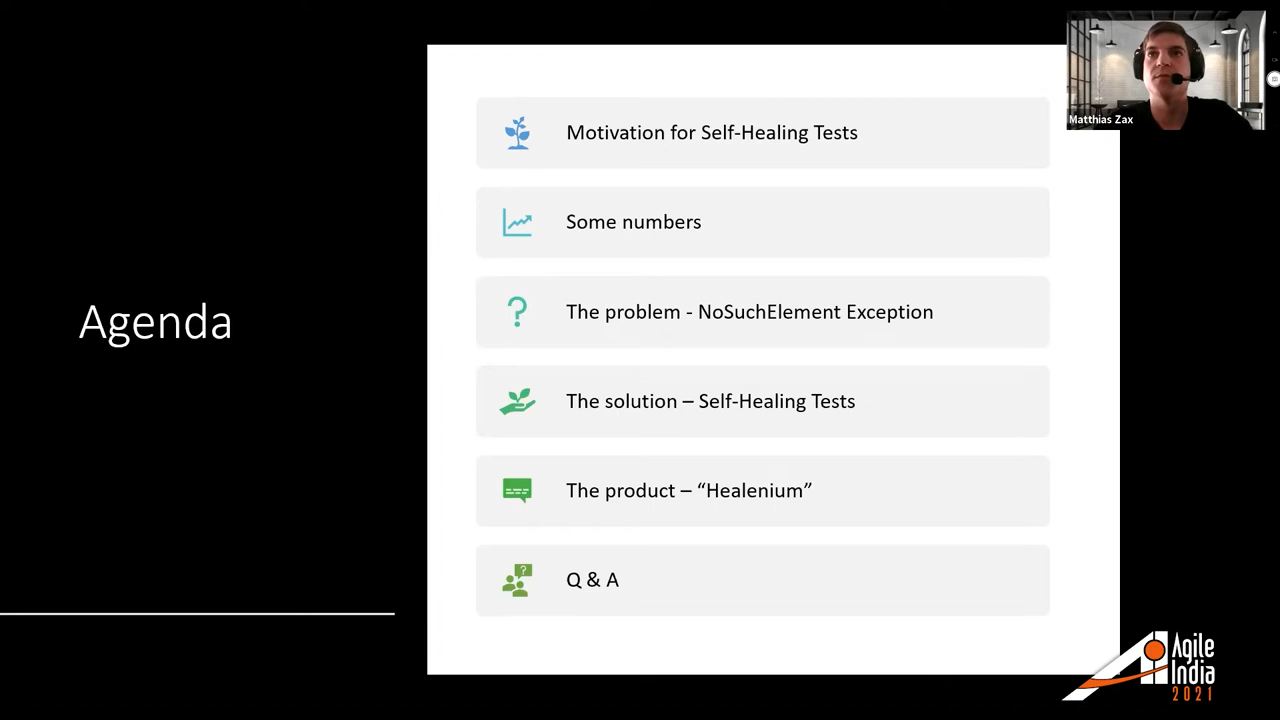 Matthias Zax
Agenda
Motivation for Self-Healing Tests
Some numbers
The problem - NoSuchElement Exception
The solution – Self-Healing Tests
The product – “Healenium”
Q & A
Agile
India
2021